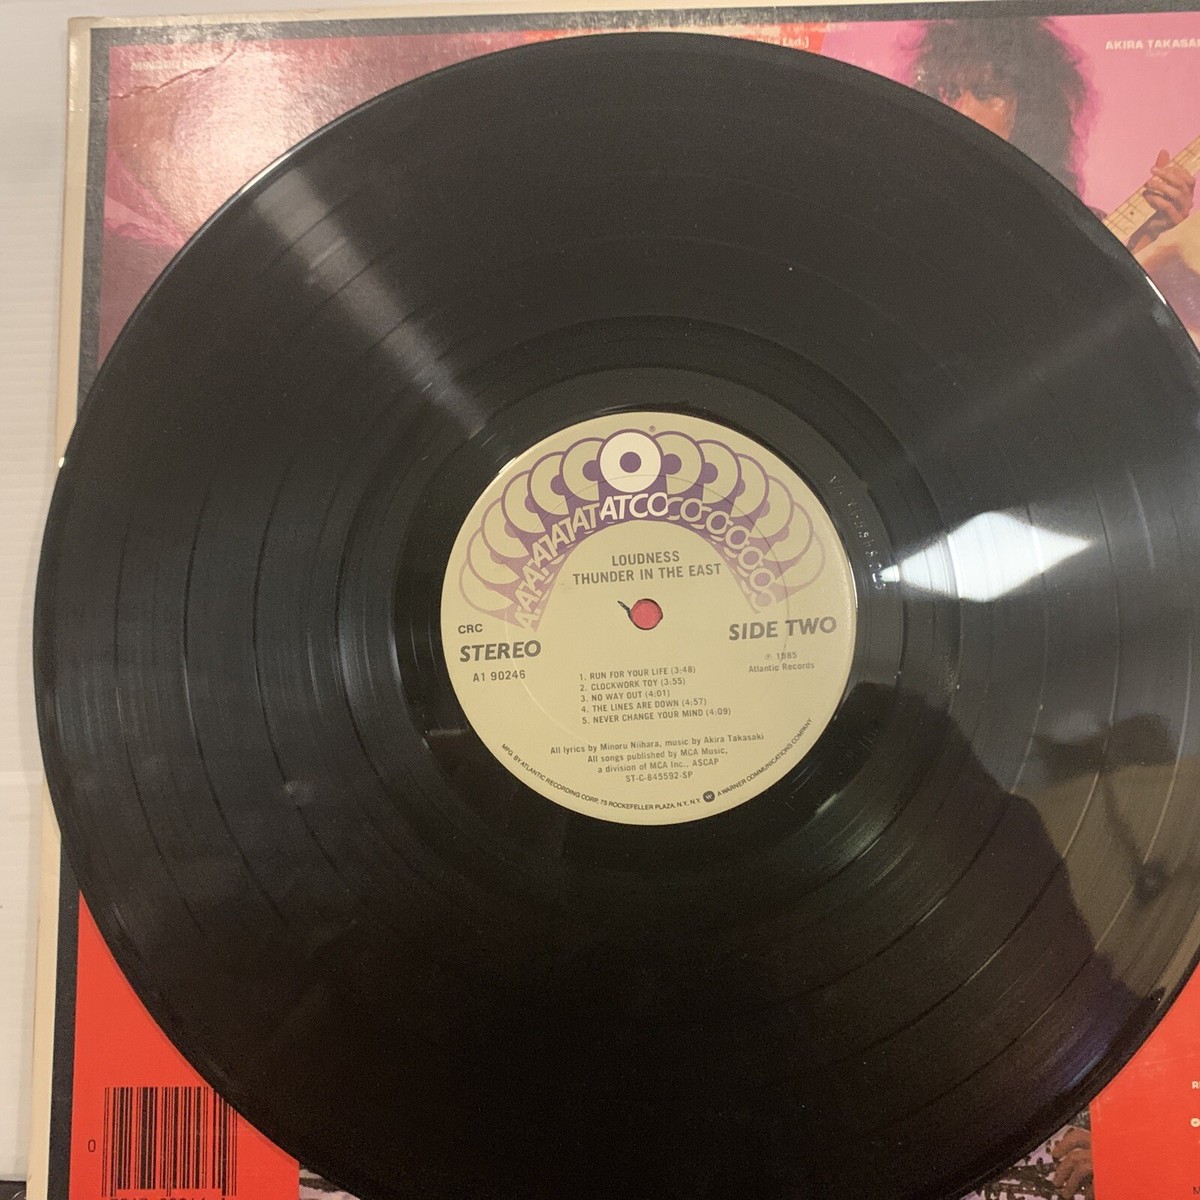 AKIRA TAKASAKI
Ltd.)
ATCO
®
LOUDNESS
THUNDER IN THE EAST
CRC
STEREO
A1 90246
SIDE TWO
℗ 1985
Atlantic Records
1. RUN FOR YOUR LIFE (3:48)
2. CLOCKWORK TOY (3:55)
3. NO WAY OUT (4:01)
4. THE LINES ARE DOWN (4:57)
5. NEVER CHANGE YOUR MIND (4:09)
All lyrics by Minoru Niihara, music by Akira Takasaki
All songs published by MCA Music,
a division of MCA Inc., ASCAP
ST-C-845592-SP
MFG. BY ATLANTIC RECORDING CORP., 75 ROCKEFELLER PLAZA, N.Y., N.Y. A WARNER COMMUNICATIONS COMPANY
0